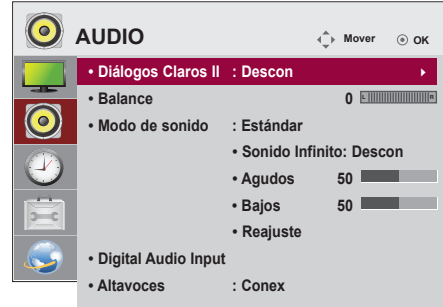 AUDIO
Mover
OK
• Diálogos Claros II : Descon
• Balance 0 L R
• Modo de sonido : Estándar
• Sonido Infinito: Descon
• Agudos 50
• Bajos 50
• Reajuste
• Digital Audio Input
• Altavoces : Conex